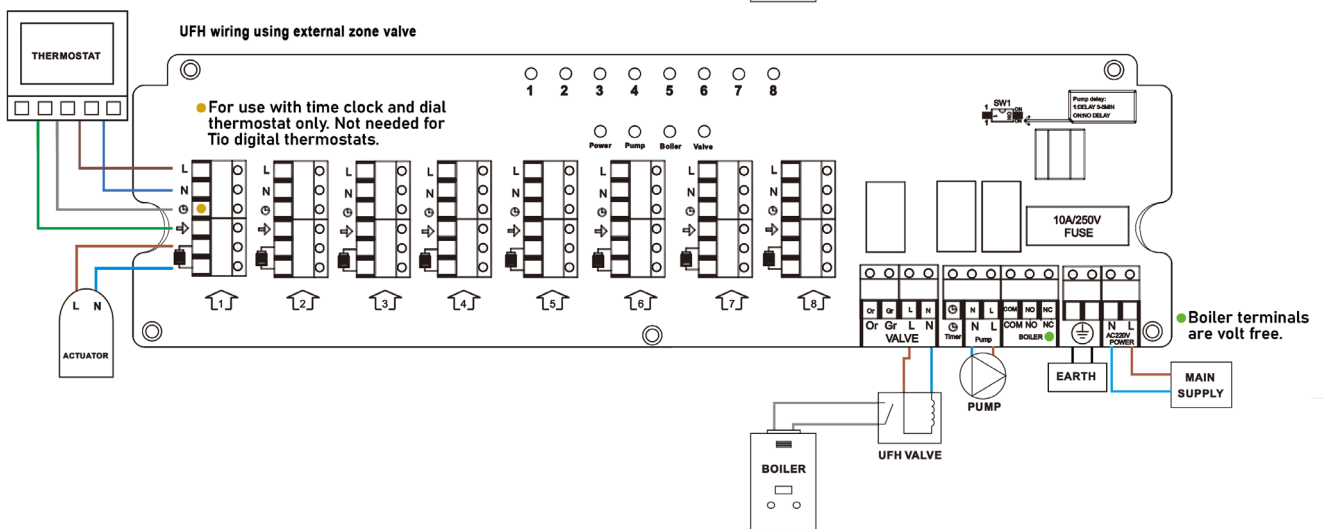 UFH wiring using external zone valve
THERMOSTAT
For use with time clock and dial
thermostat only. Not needed for
Tio digital thermostats.
1 2 3 4 5 6 7 8
Power Pump Boiler Valve
SW1
1
ON
1
ON
Pump delay:
1:DELAY 3-5MIN
ON:NO DELAY
10A/250V
FUSE
L L L L L L L L
N N N N N N N N
1 2 3 4 5 6 7 8
L N
ACTUATOR
Or Gr L N N L COM NO NC
Or Gr L N Timer N L COM NO NC N L
VALVE Pump BOILER AC220V
POWER
Boiler terminals
are volt free.
EARTH
MAIN
SUPPLY
PUMP
UFH VALVE
BOILER